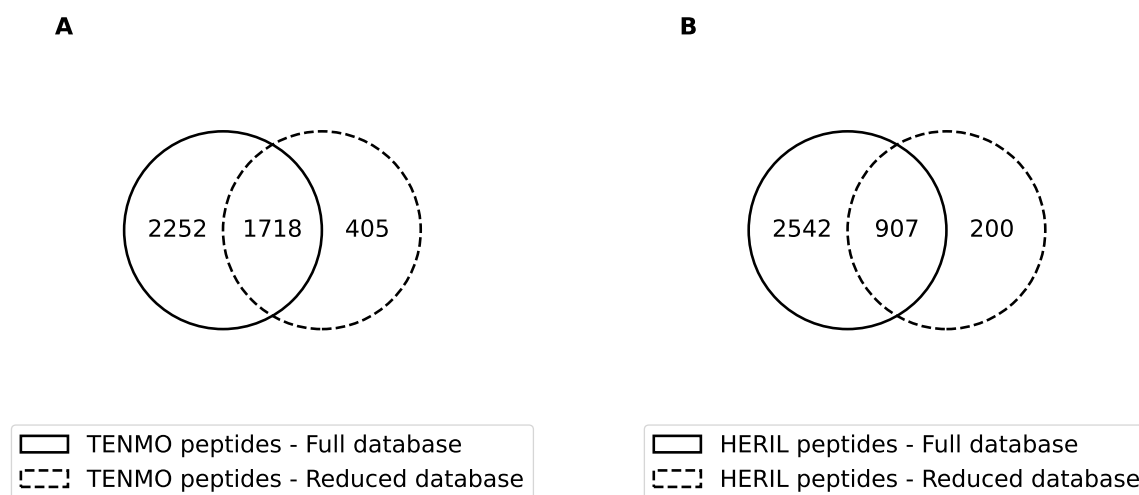 A
B
2252 1718 405
2542 907 200
TENMO peptides - Full database
TENMO peptides - Reduced database
HERIL peptides - Full database
HERIL peptides - Reduced database